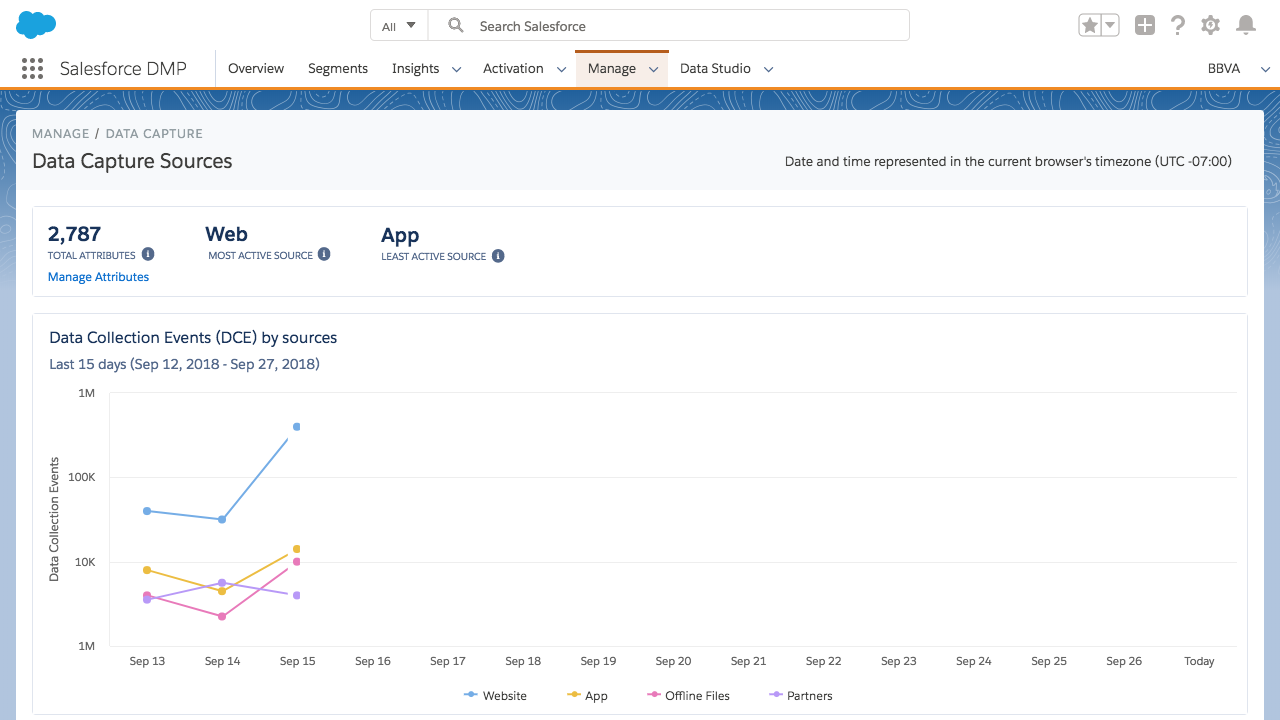 All
Search Salesforce
Salesforce DMP
Overview
Segments
Insights
Activation
Manage
Data Studio
BBVA
MANAGE / DATA CAPTURE
Data Capture Sources
Date and time represented in the current browser's timezone (UTC -07:00)
2,787
TOTAL ATTRIBUTES i
Manage Attributes
Web
MOST ACTIVE SOURCE i
App
LEAST ACTIVE SOURCE i
Data Collection Events (DCE) by sources
Last 15 days (Sep 12, 2018 - Sep 27, 2018)
Data Collection Events
1M
100K
10K
1M
Sep 13
Sep 14
Sep 15
Sep 16
Sep 17
Sep 18
Sep 19
Sep 20
Sep 21
Sep 22
Sep 23
Sep 24
Sep 25
Sep 26
Today
Website
App
Offline Files
Partners